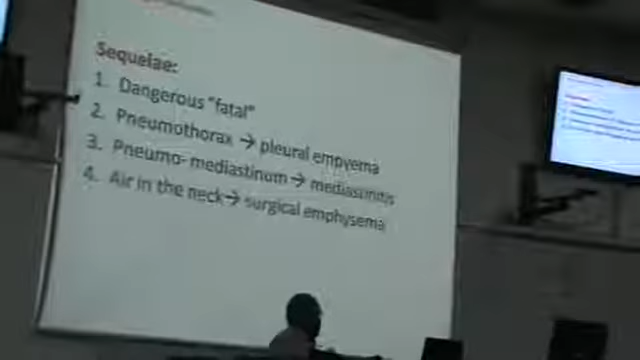 Sequelae:
1. Dangerous "fatal"
2. Pneumothorax → pleural empyema
3. Pneumo- mediastinum → mediastinitis
4. Air in the neck→ surgical emphysema